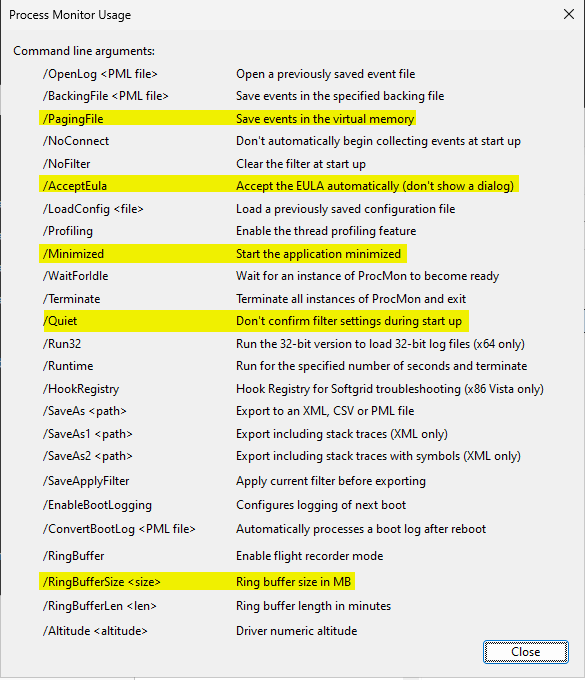 Process Monitor Usage
Command line arguments:
/OpenLog <PML file> Open a previously saved event file
/BackingFile <PML file> Save events in the specified backing file
/PagingFile Save events in the virtual memory
/NoConnect Don't automatically begin collecting events at start up
/NoFilter Clear the filter at start up
/AcceptEula Accept the EULA automatically (don't show a dialog)
/LoadConfig <file> Load a previously saved configuration file
/Profiling Enable the thread profiling feature
/Minimized Start the application minimized
/WaitForIdle Wait for an instance of ProcMon to become ready
/Terminate Terminate all instances of ProcMon and exit
/Quiet Don't confirm filter settings during start up
/Run32 Run the 32-bit version to load 32-bit log files (x64 only)
/Runtime Run for the specified number of seconds and terminate
/HookRegistry Hook Registry for Softgrid troubleshooting (x86 Vista only)
/SaveAs <path> Export to an XML, CSV or PML file
/SaveAs1 <path> Export including stack traces (XML only)
/SaveAs2 <path> Export including stack traces with symbols (XML only)
/SaveApplyFilter Apply current filter before exporting
/EnableBootLogging Configures logging of next boot
/ConvertBootLog <PML file> Automatically processes a boot log after reboot
/RingBuffer Enable flight recorder mode
/RingBufferSize <size> Ring buffer size in MB
/RingBufferLen <len> Ring buffer length in minutes
/Altitude <altitude> Driver numeric altitude
Close